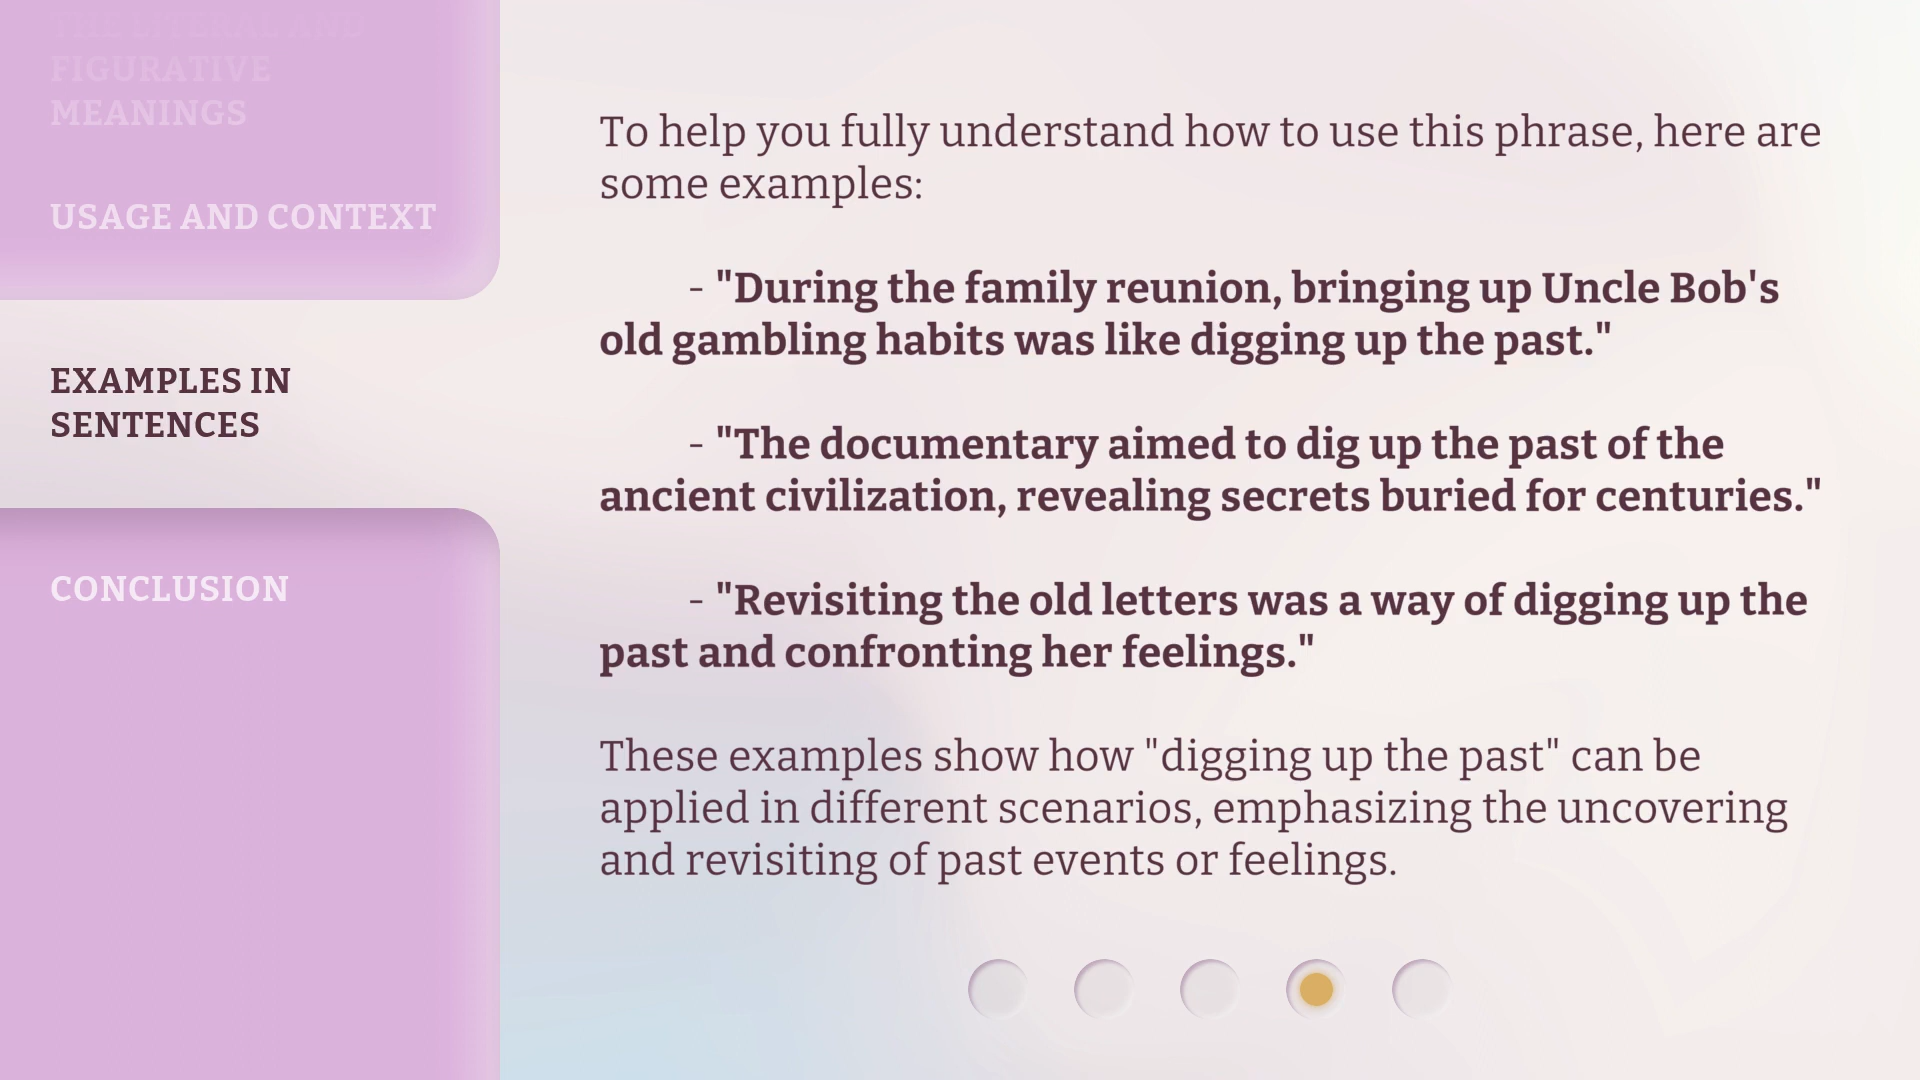 THE LITERAL AND
FIGURATIVE
MEANINGS
USAGE AND CONTEXT
EXAMPLES IN
SENTENCES
CONCLUSION
To help you fully understand how to use this phrase, here are
some examples:
- "During the family reunion, bringing up Uncle Bob's
old gambling habits was like digging up the past."
- "The documentary aimed to dig up the past of the
ancient civilization, revealing secrets buried for centuries."
- "Revisiting the old letters was a way of digging up the
past and confronting her feelings."
These examples show how "digging up the past" can be
applied in different scenarios, emphasizing the uncovering
and revisiting of past events or feelings.